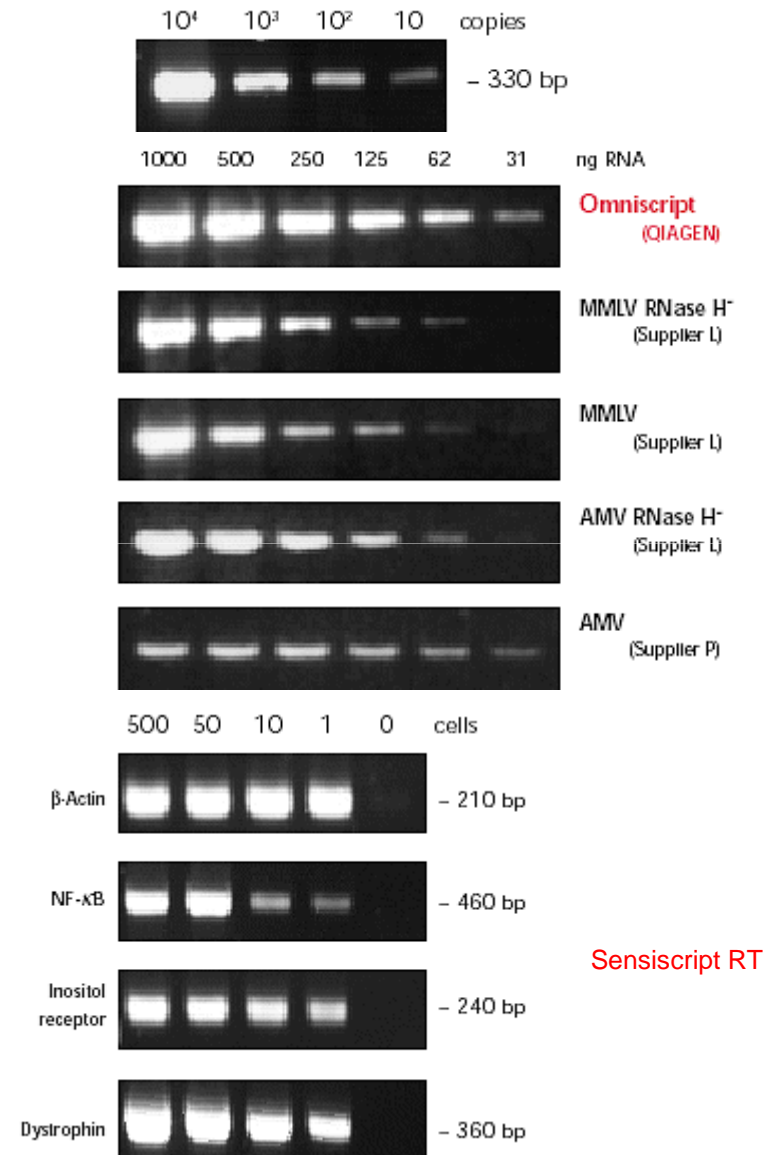 10⁴ 10³ 10² 10 copies
– 330 bp
1000 500 250 125 62 31 ng RNA
Omniscript
(QIAGEN)
MMLV RNase H⁻
(Supplier L)
MMLV
(Supplier L)
AMV RNase H⁻
(Supplier L)
AMV
(Supplier P)
500 50 10 1 0 cells
β-Actin – 210 bp
NF-κB – 460 bp
Sensiscript RT
Inositol
receptor – 240 bp
Dystrophin – 360 bp